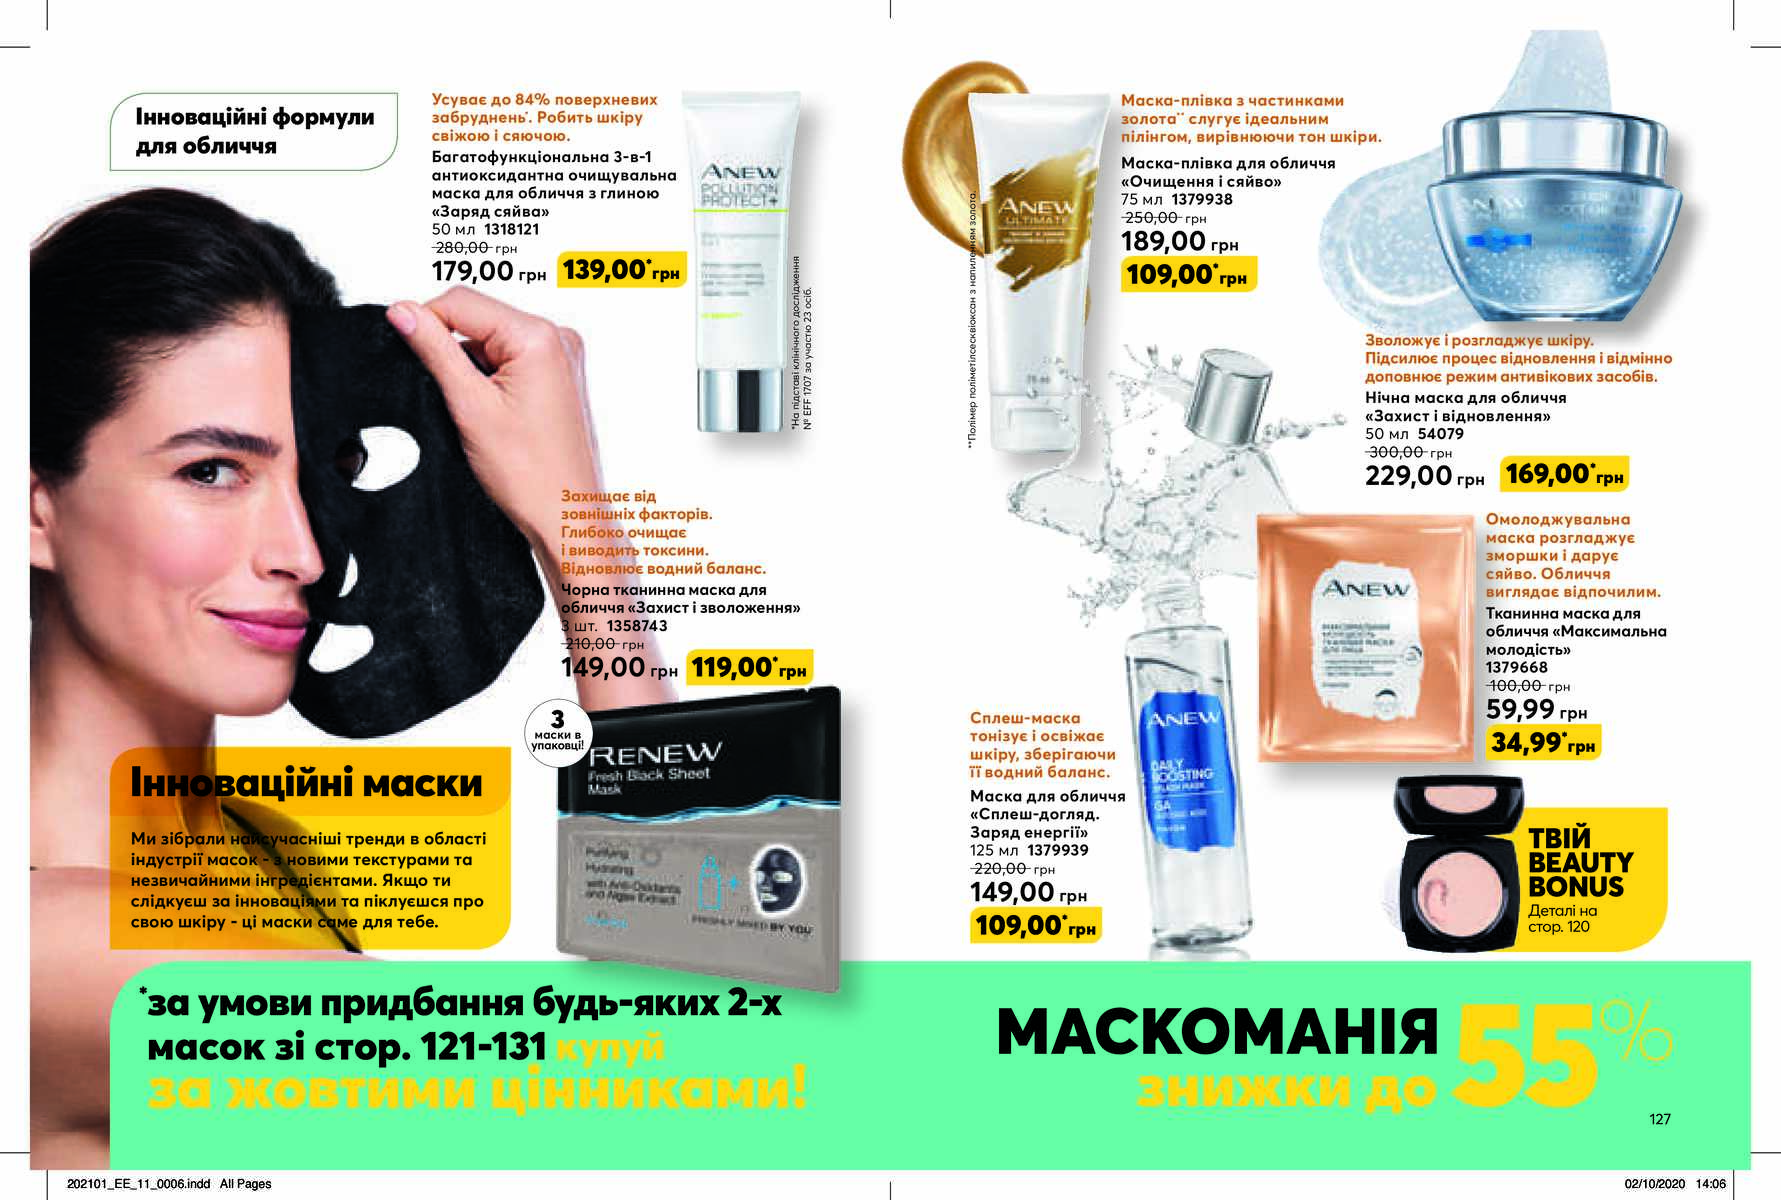 Інноваційні формули
для обличчя
Усуває до 84% поверхневих
забруднень*. Робить шкіру
свіжою і сяючою.
Багатофункціональна 3-в-1
антиоксидантна очищувальна
маска для обличчя з глиною
«Заряд сяйва»
50 мл 1318121
280,00 грн
179,00 грн 139,00*грн
ANEW
POLLUTION
PROTECT+
*На підставі клінічного дослідження
№ EFF 1707 за участю 23 осіб.
Захищає від
зовнішніх факторів.
Глибоко очищає
і виводить токсини.
Відновлює водний баланс.
Чорна тканинна маска для
обличчя «Захист і зволоження»
3 шт. 1358743
210,00 грн
149,00 грн 119,00*грн
3
маски в
упаковці!
RENEW
Fresh Black Sheet
Mask
Purifying
Hydrating
with Anti-Oxidants
and Algae Extract
FRESHLY MIXED BY YOU
Інноваційні маски
Ми зібрали найсучасніші тренди в області
індустрії масок - з новими текстурами та
незвичайними інгредієнтами. Якщо ти
слідкуєш за інноваціями та піклуєшся про
свою шкіру - ці маски саме для тебе.
*за умови придбання будь-яких 2-х
масок зі стор. 121-131 купуй
за жовтими цінниками!
Маска-плівка з частинками
золота** слугує ідеальним
пілінгом, вирівнюючи тон шкіри.
Маска-плівка для обличчя
«Очищення і сяйво»
75 мл 1379938
250,00 грн
189,00 грн
109,00*грн
ANEW
ULTIMATE
**Полімер поліметілсесквіоксан з напиленням золота.
ANEW
Зволожує і розгладжує шкіру.
Підсилює процес відновлення і відмінно
доповнює режим антивікових засобів.
Нічна маска для обличчя
«Захист і відновлення»
50 мл 54079
300,00 грн
229,00 грн 169,00*грн
Омолоджувальна
маска розгладжує
зморшки і дарує
сяйво. Обличчя
виглядає відпочилим.
Тканинна маска для
обличчя «Максимальна
молодість»
1379668
100,00 грн
59,99 грн
34,99*грн
ANEW
Сплеш-маска
тонізує і освіжає
шкіру, зберігаючи
її водний баланс.
Маска для обличчя
«Сплеш-догляд.
Заряд енергії»
125 мл 1379939
220,00 грн
149,00 грн
109,00*грн
ANEW
DAILY
BOOSTING
SPLASH MASK
GA
ТВІЙ
BEAUTY
BONUS
Деталі на
стор. 120
МАСКОМАНІЯ
знижки до 55%
127
202101_EE_11_0006.indd All Pages
02/10/2020 14:06